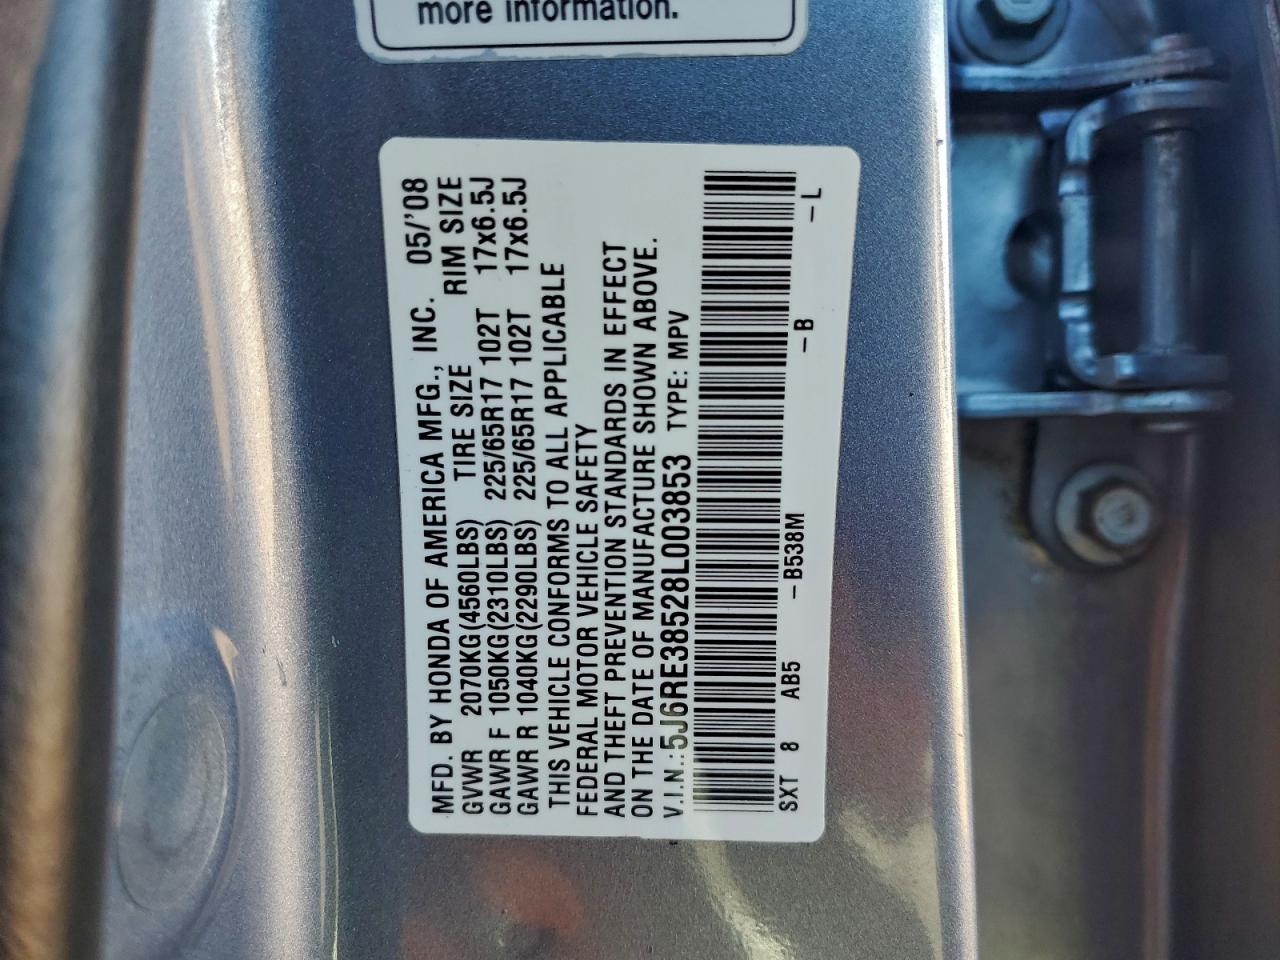 more information.
MFD. BY HONDA OF AMERICA MFG., INC. 05/'08
GVWR 2070KG(4560LBS) TIRE SIZE RIM SIZE
GAWR F 1050KG(2310LBS) 225/65R17 102T 17x6.5J
GAWR R 1040KG(2290LBS) 225/65R17 102T 17x6.5J
THIS VEHICLE CONFORMS TO ALL APPLICABLE
FEDERAL MOTOR VEHICLE SAFETY
AND THEFT PREVENTION STANDARDS IN EFFECT
ON THE DATE OF MANUFACTURE SHOWN ABOVE.
V.I.N.:5J6RE38528L003853 TYPE: MPV
SXT 8 AB5 -B538M -B -L